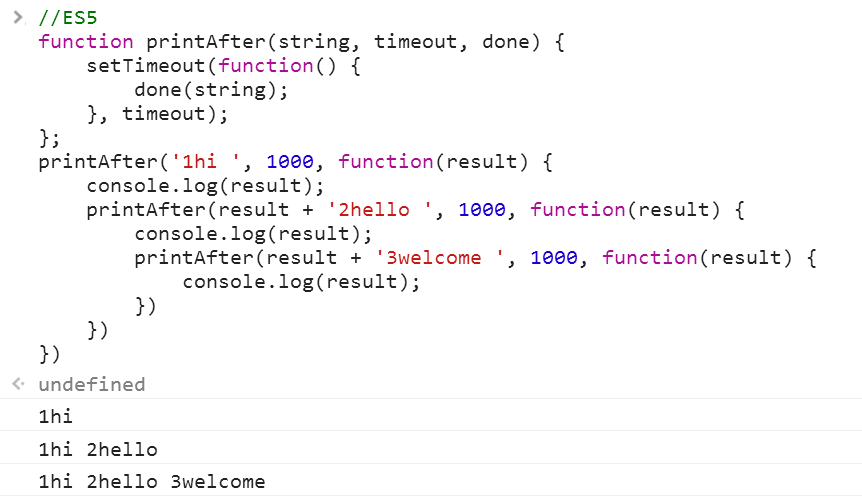 //ES5
function printAfter(string, timeout, done) {
    setTimeout(function() {
        done(string);
    }, timeout);
};
printAfter('1hi ', 1000, function(result) {
    console.log(result);
    printAfter(result + '2hello ', 1000, function(result) {
        console.log(result);
        printAfter(result + '3welcome ', 1000, function(result) {
            console.log(result);
        })
    })
})
undefined
1hi
1hi 2hello
1hi 2hello 3welcome